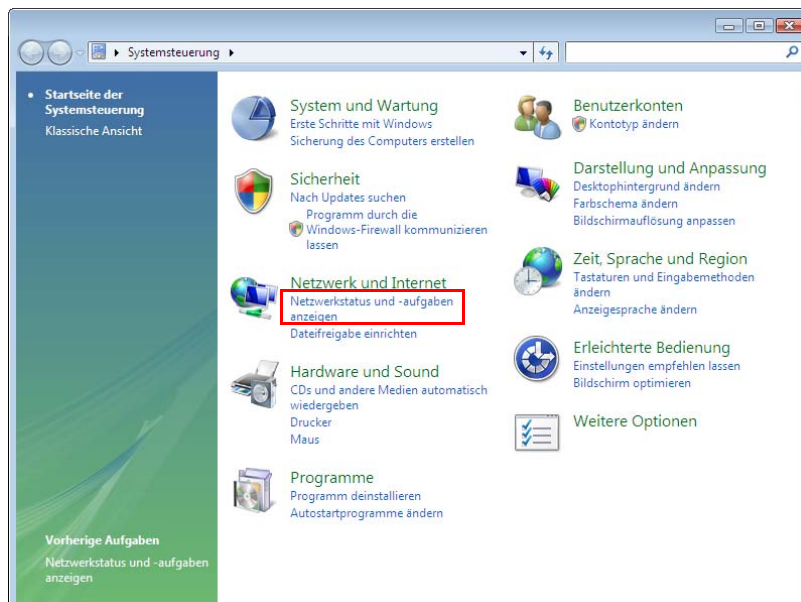 Systemsteuerung
Startseite der
Systemsteuerung
Klassische Ansicht
System und Wartung
Erste Schritte mit Windows
Sicherung des Computers erstellen
Sicherheit
Nach Updates suchen
Programm durch die
Windows-Firewall kommunizieren
lassen
Netzwerk und Internet
Netzwerkstatus und -aufgaben
anzeigen
Dateifreigabe einrichten
Hardware und Sound
CDs und andere Medien automatisch
wiedergeben
Drucker
Maus
Programme
Programm deinstallieren
Autostartprogramme ändern
Benutzerkonten
Kontotyp ändern
Darstellung und Anpassung
Desktophintergrund ändern
Farbschema ändern
Bildschirmauflösung anpassen
Zeit, Sprache und Region
Tastaturen und Eingabemethoden
ändern
Anzeigesprache ändern
Erleichterte Bedienung
Einstellungen empfehlen lassen
Bildschirm optimieren
Weitere Optionen
Vorherige Aufgaben
Netzwerkstatus und -aufgaben
anzeigen